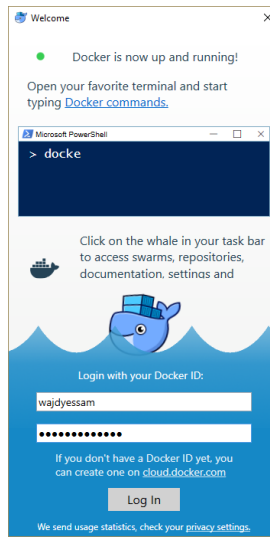 Welcome
Docker is now up and running!
Open your favorite terminal and start
typing Docker commands.
Microsoft PowerShell
> docke
Click on the whale in your task bar
to access swarms, repositories,
documentation, settings and
Login with your Docker ID:
wajdyessam
•••••••••••••
If you don't have a Docker ID yet, you
can create one on cloud.docker.com
Log In
We send usage statistics, check your privacy settings.